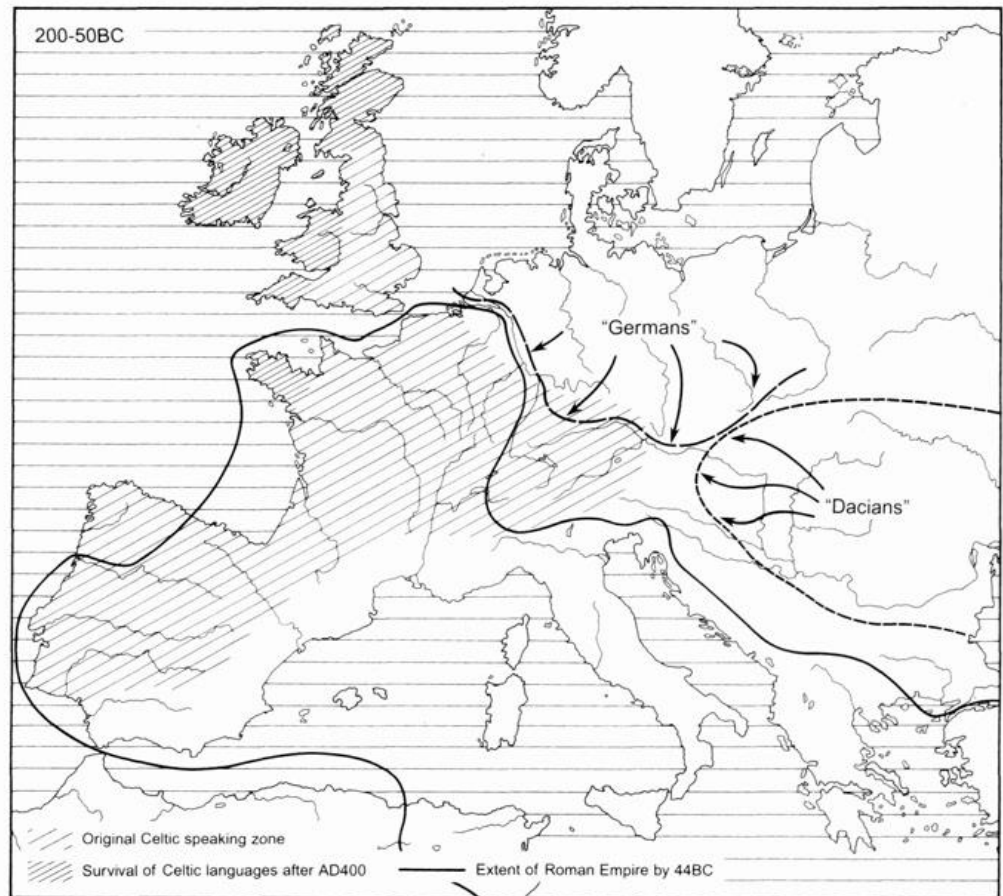 200-50BC
"Germans"
"Dacians"
Original Celtic speaking zone
Survival of Celtic languages after AD400
Extent of Roman Empire by 44BC